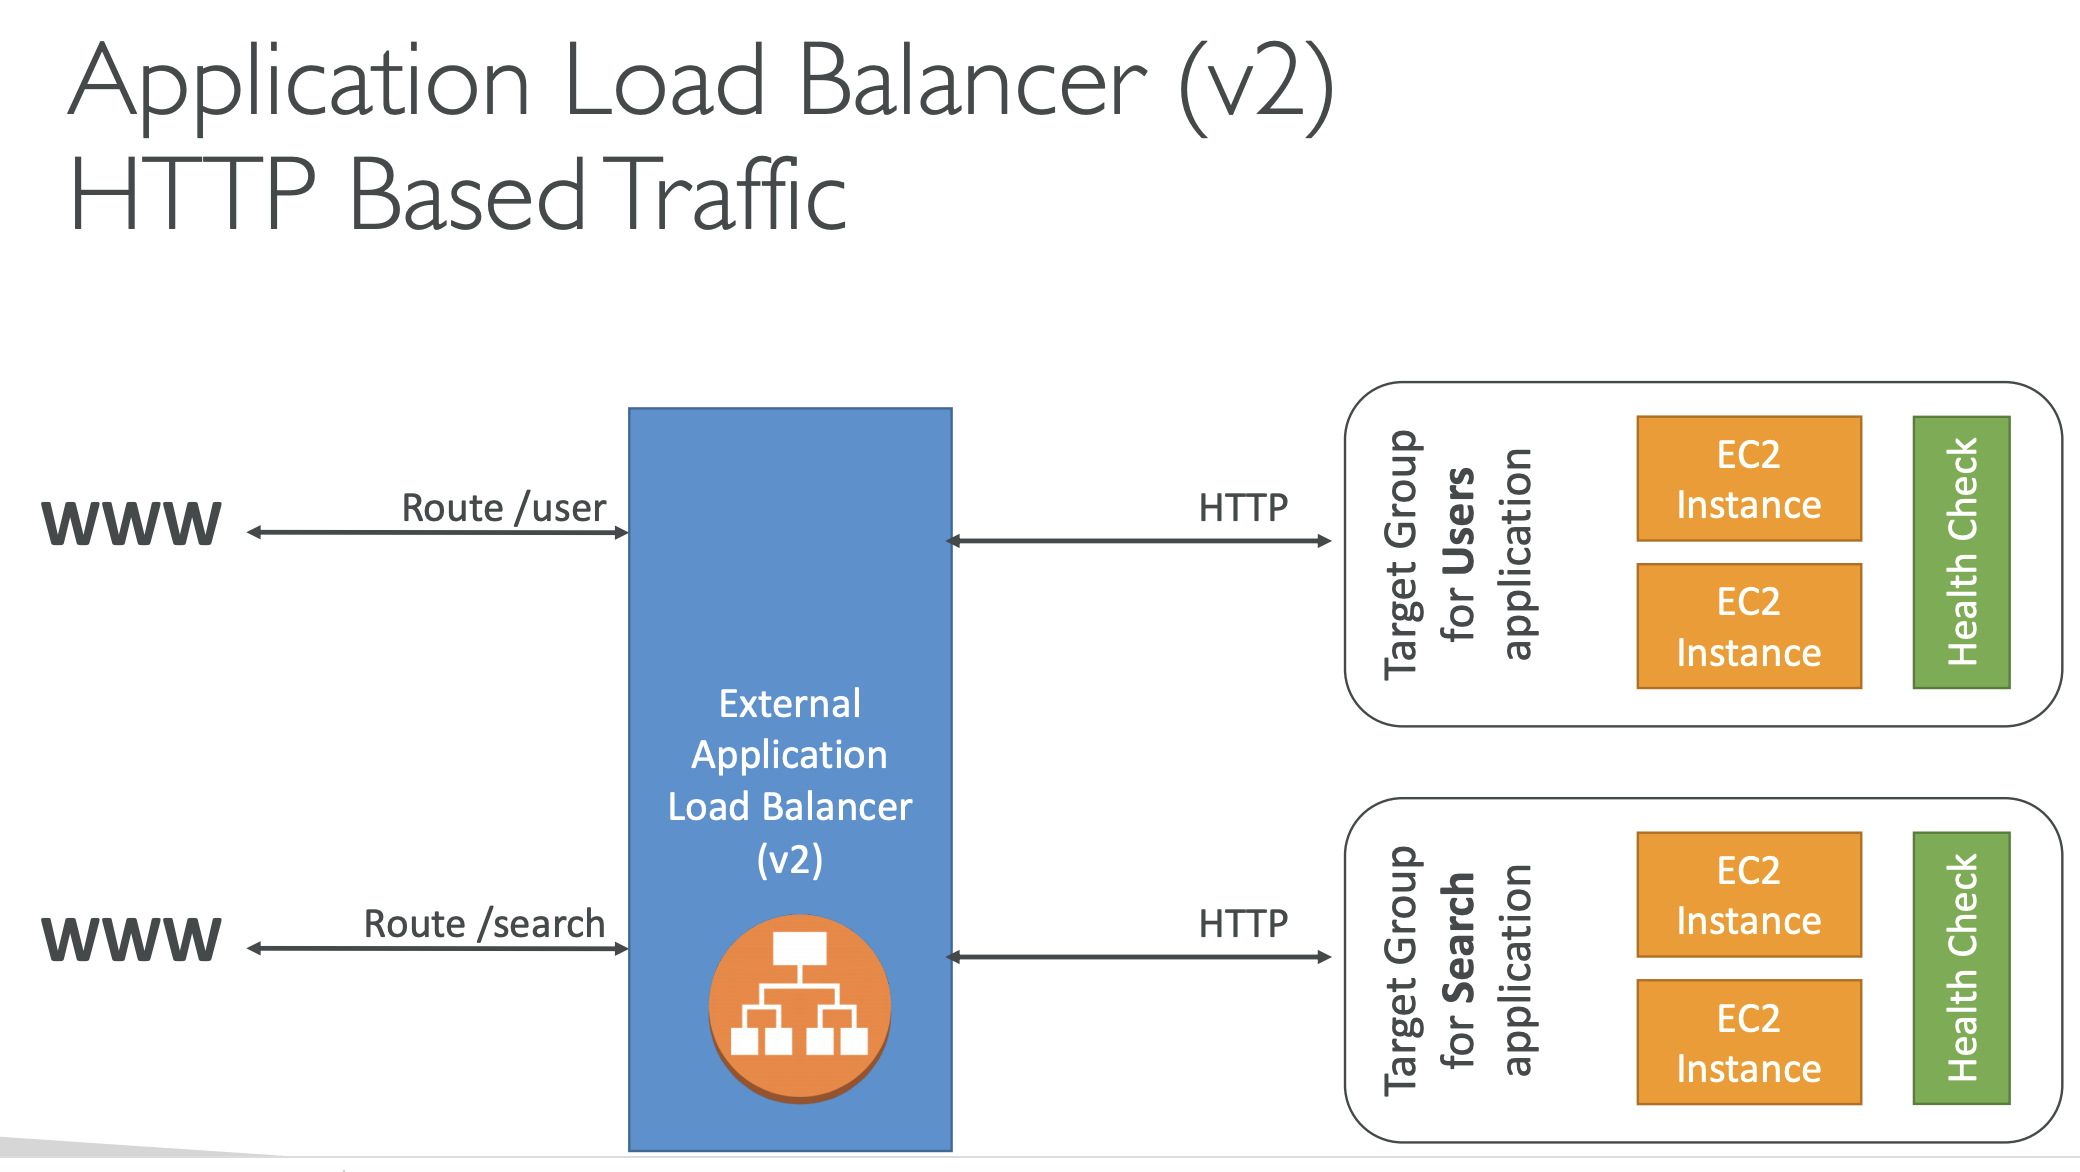 Application Load Balancer (v2)
HTTP Based Traffic
WWW
Route /user
HTTP
Target Group
for Users
application
EC2
Instance
EC2
Instance
Health Check
External
Application
Load Balancer
(v2)
WWW
Route /search
HTTP
Target Group
for Search
application
EC2
Instance
EC2
Instance
Health Check